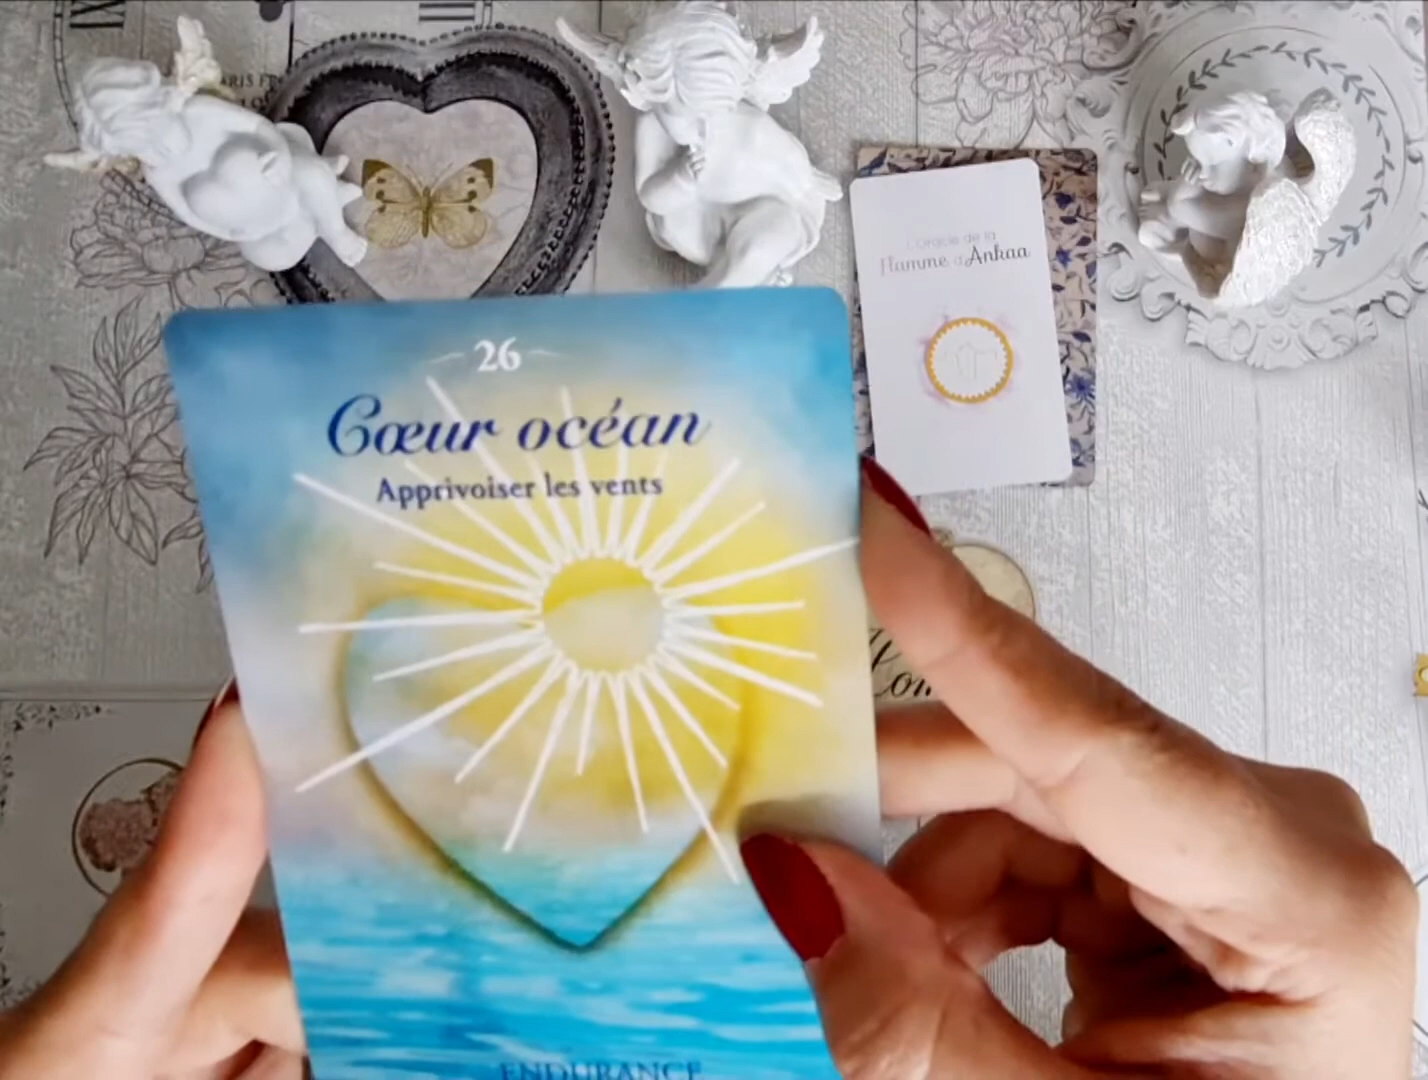 L'Oracle de la
Flamme d'Ankaa
26
Cœur océan
Apprivoiser les vents
ENDURANCE